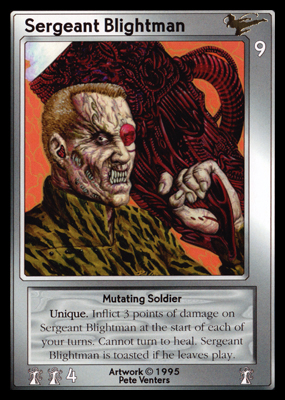 Sergeant Blightman
9
Mutating Soldier
Unique. Inflict 3 points of damage on
Sergeant Blightman at the start of each of
your turns. Cannot turn to heal. Sergeant
Blightman is toasted if he leaves play.
4
Artwork © 1995
Pete Venters